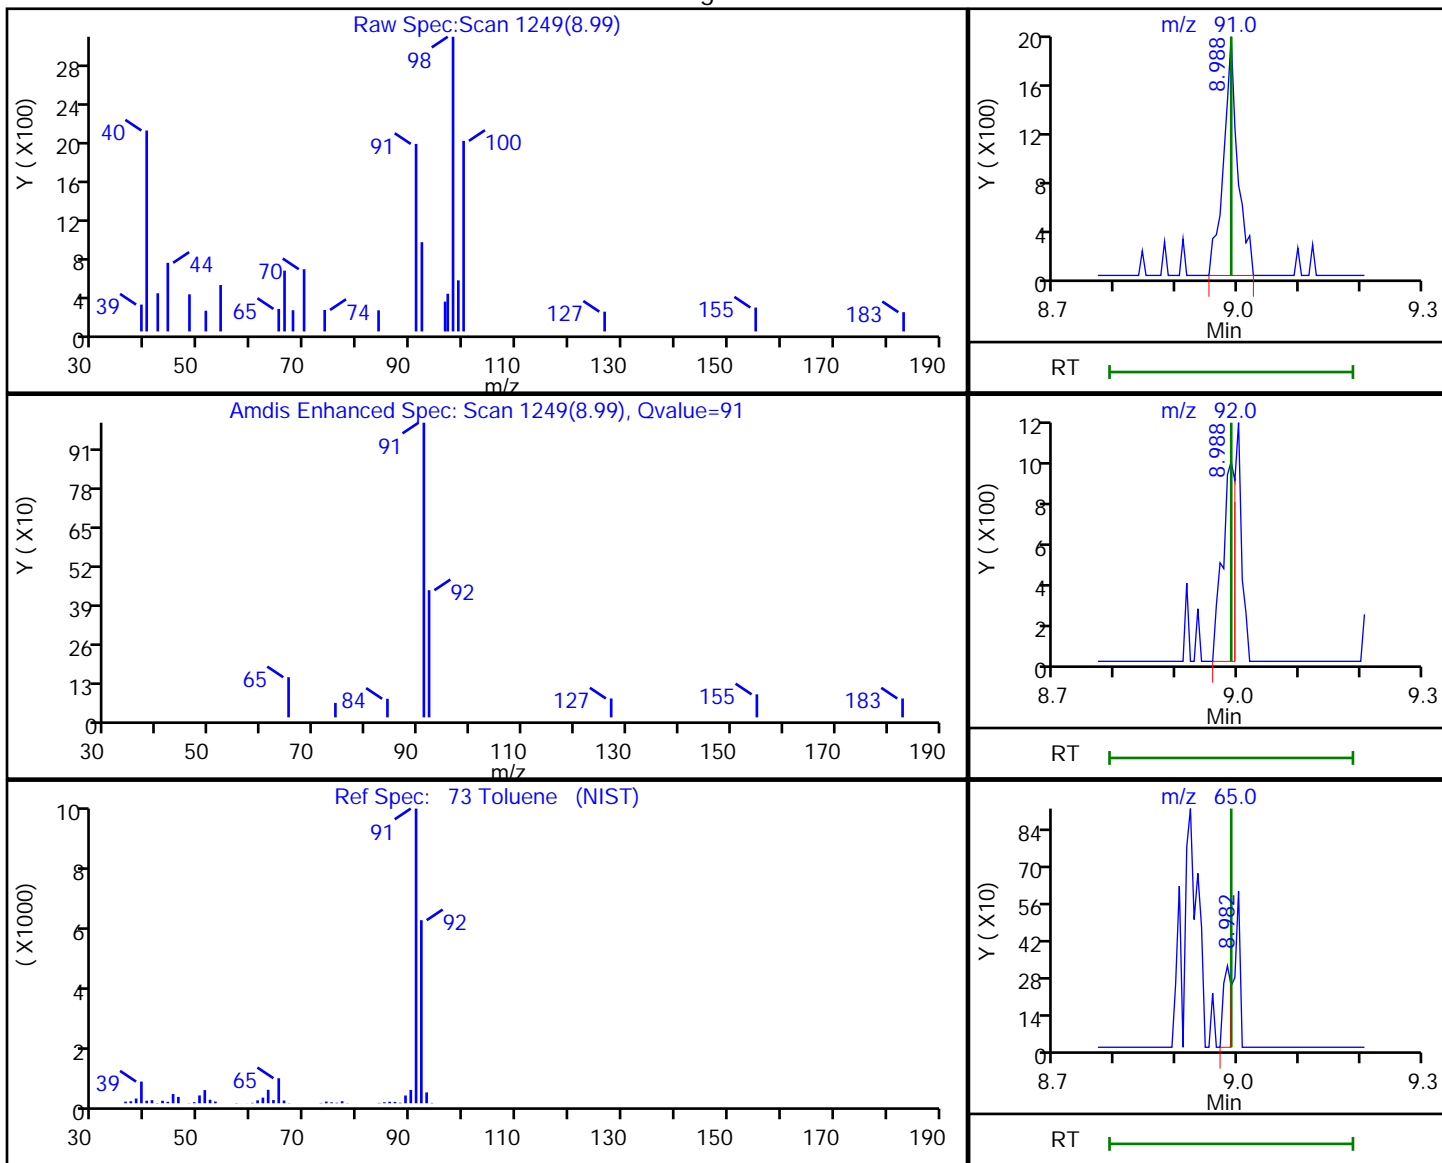 Raw Spec:Scan 1249(8.99)
Y ( X100)
28
24
20
16
12
8
4
0
40
39
44
65
70
74
91
98
100
127
155
183
30 50 70 90 110 130 150 170 190
m/z
m/z 91.0
Y ( X100)
20
16
12
8
4
0
8.988
8.7 9.0 9.3
Min
RT
Amdis Enhanced Spec: Scan 1249(8.99), Qvalue=91
Y ( X10)
91
78
65
52
39
26
13
0
65
84
91
92
127
155
183
30 50 70 90 110 130 150 170 190
m/z
m/z 92.0
Y ( X100)
12
10
8
6
4
2
0
8.988
8.7 9.0 9.3
Min
RT
Ref Spec: 73 Toluene (NIST)
( X1000)
10
8
6
4
2
0
39
65
91
92
30 50 70 90 110 130 150 170 190
m/z 65.0
Y ( X10)
84
70
56
42
28
14
0
8.982
8.7 9.0 9.3
Min
RT